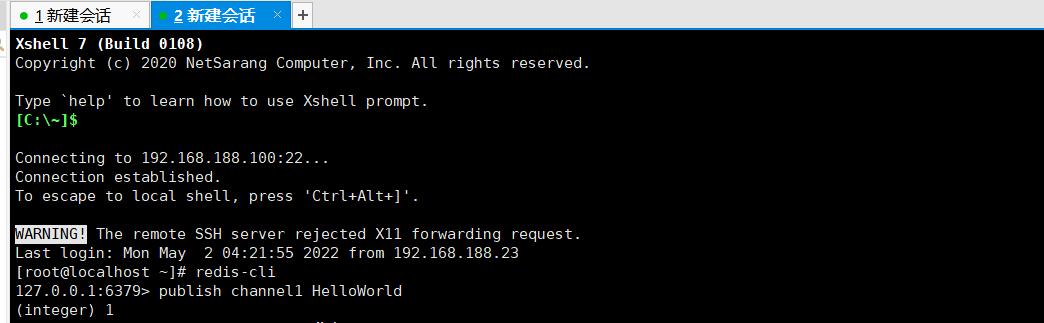 1 新建会话
2 新建会话
Xshell 7 (Build 0108)
Copyright (c) 2020 NetSarang Computer, Inc. All rights reserved.
Type `help' to learn how to use Xshell prompt.
[C:\~]$
Connecting to 192.168.188.100:22...
Connection established.
To escape to local shell, press 'Ctrl+Alt+]'.
WARNING! The remote SSH server rejected X11 forwarding request.
Last login: Mon May  2 04:21:55 2022 from 192.168.188.23
[root@localhost ~]# redis-cli
127.0.0.1:6379> publish channel1 HelloWorld
(integer) 1